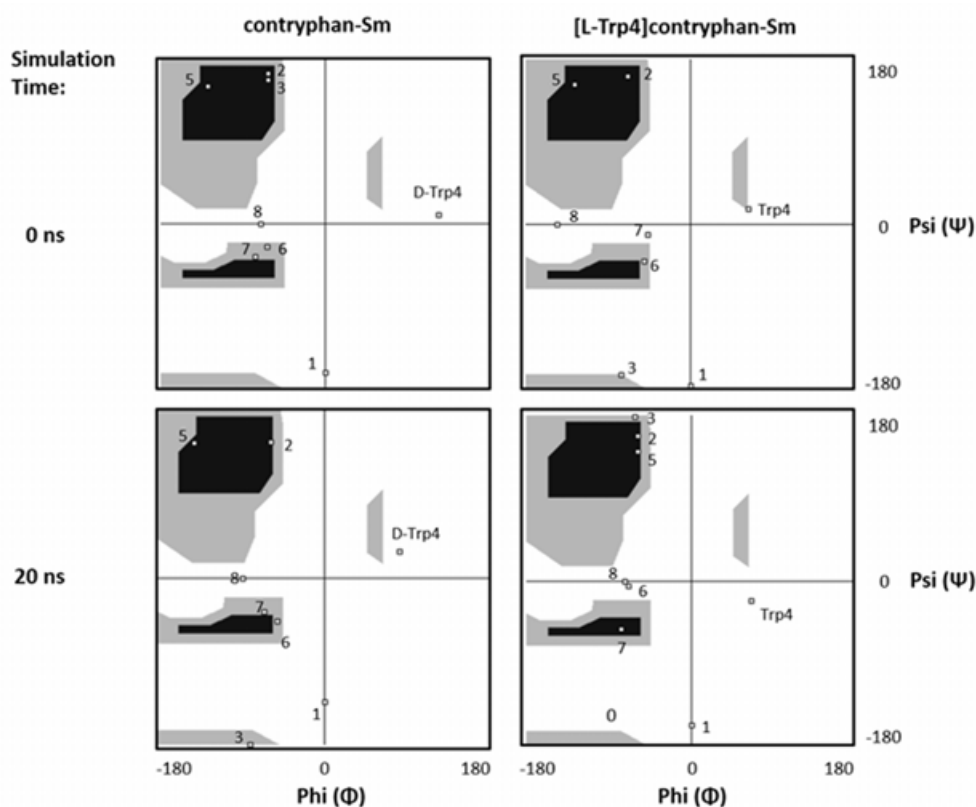 contryphan-Sm
[L-Trp4]contryphan-Sm
Simulation
Time:
5
2
3
D-Trp4
8
7
6
1
5
2
Trp4
8
7
6
3
1
180
0
-180
0 ns
Psi (Ψ)
5
2
D-Trp4
8
7
6
1
3
3
2
5
8
6
Trp4
7
0
1
180
0
-180
20 ns
Psi (Ψ)
-180
0
180
-180
0
180
Phi (Φ)
Phi (Φ)